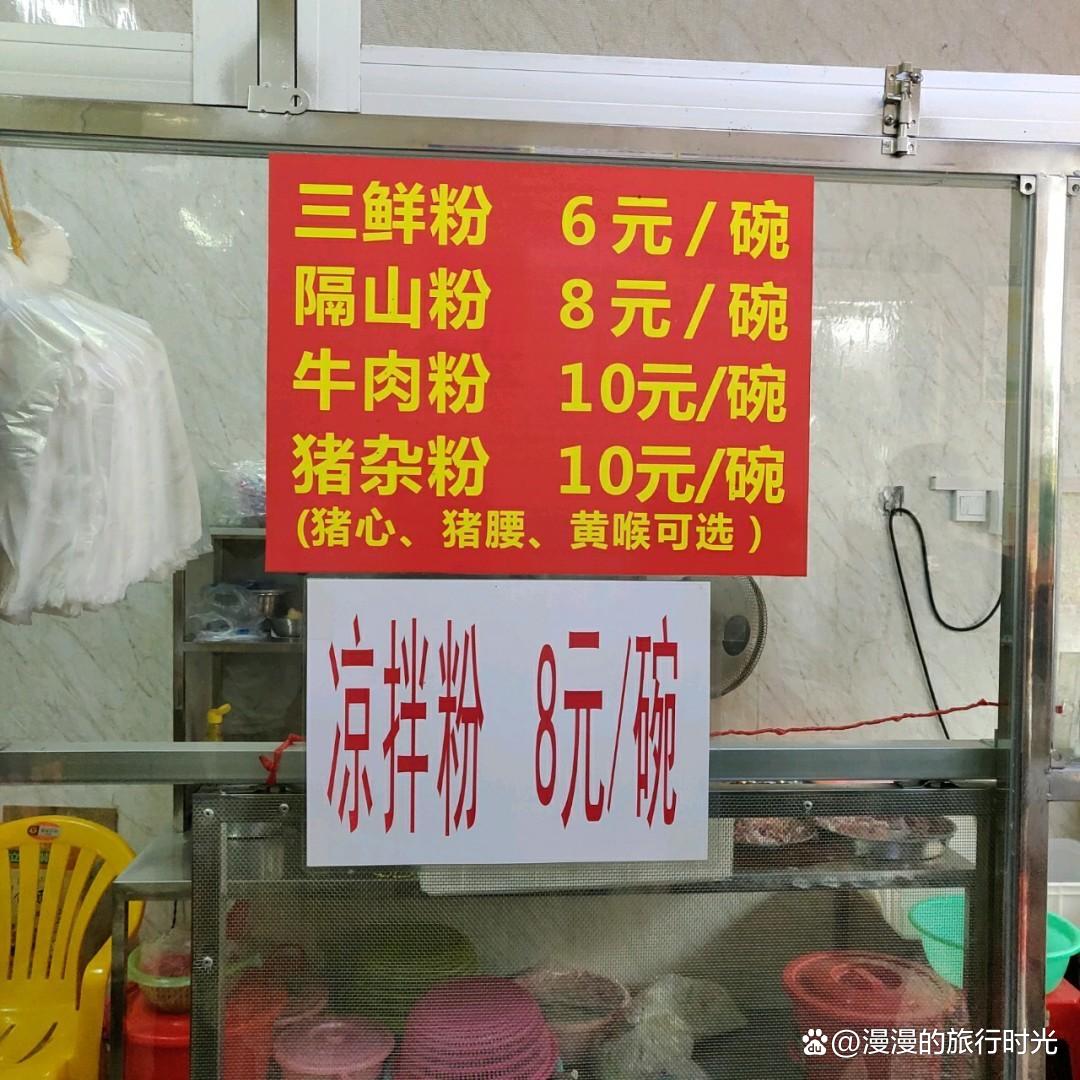 三鲜粉 6元/碗
隔山粉 8元/碗
牛肉粉 10元/碗
猪杂粉 10元/碗
(猪心、猪腰、黄喉可选)
凉拌粉 8元/碗
@漫漫的旅行时光